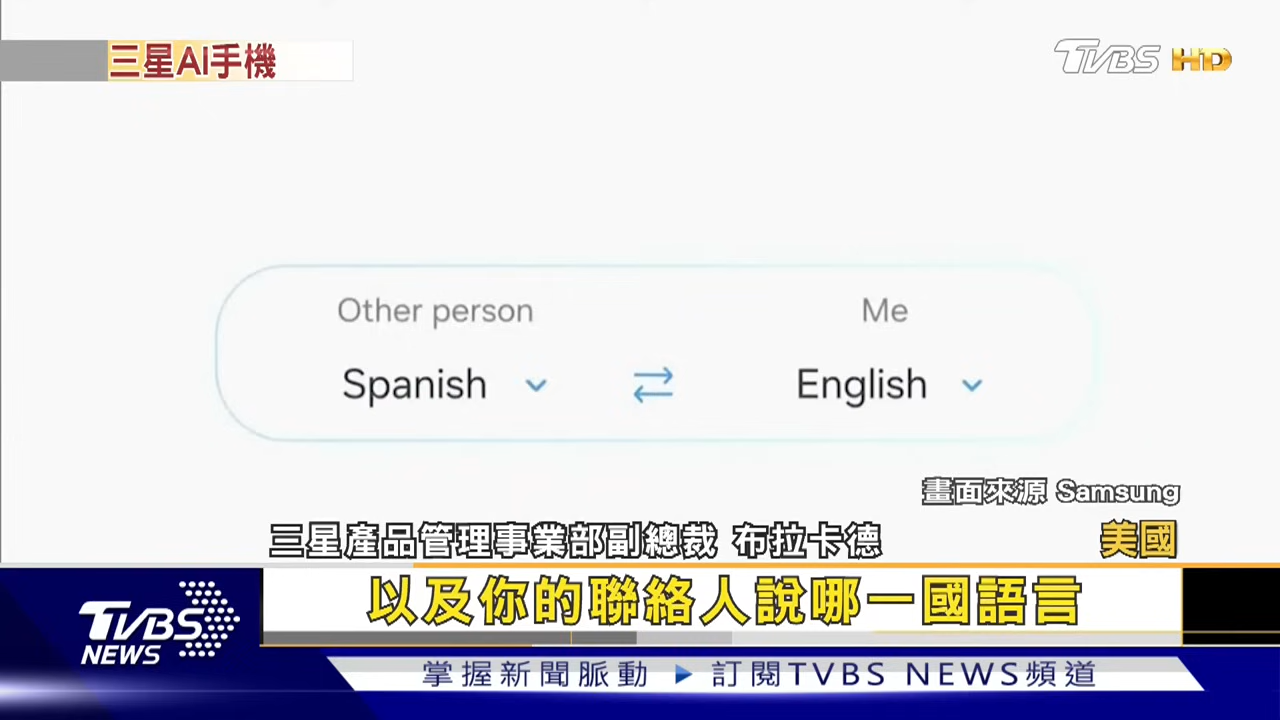 三星AI手機
TVBS HD
Other person
Me
Spanish
English
畫面來源 Samsung
三星產品管理事業部副總裁 布拉卡德
美國
以及你的聯絡人說哪一國語言
TVBS
NEWS
掌握新聞脈動 ▶ 訂閱TVBS NEWS頻道